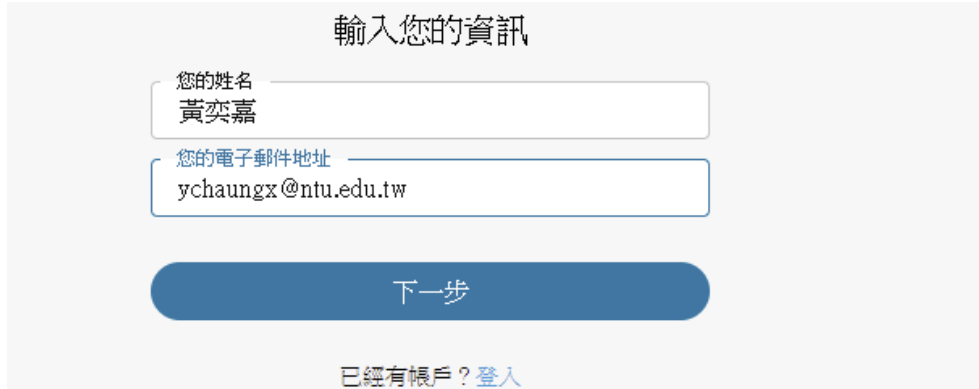 輸入您的資訊
您的姓名
黃奕嘉
您的電子郵件地址
ychaungx@ntu.edu.tw
下一步
已經有帳戶？登入